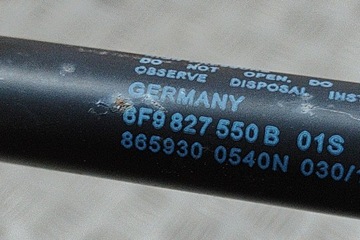 DO NOT OPEN. DO
OBSERVE DISPOSAL INST
GERMANY
6F9 827 550 B 01S
865930 0540N 030/